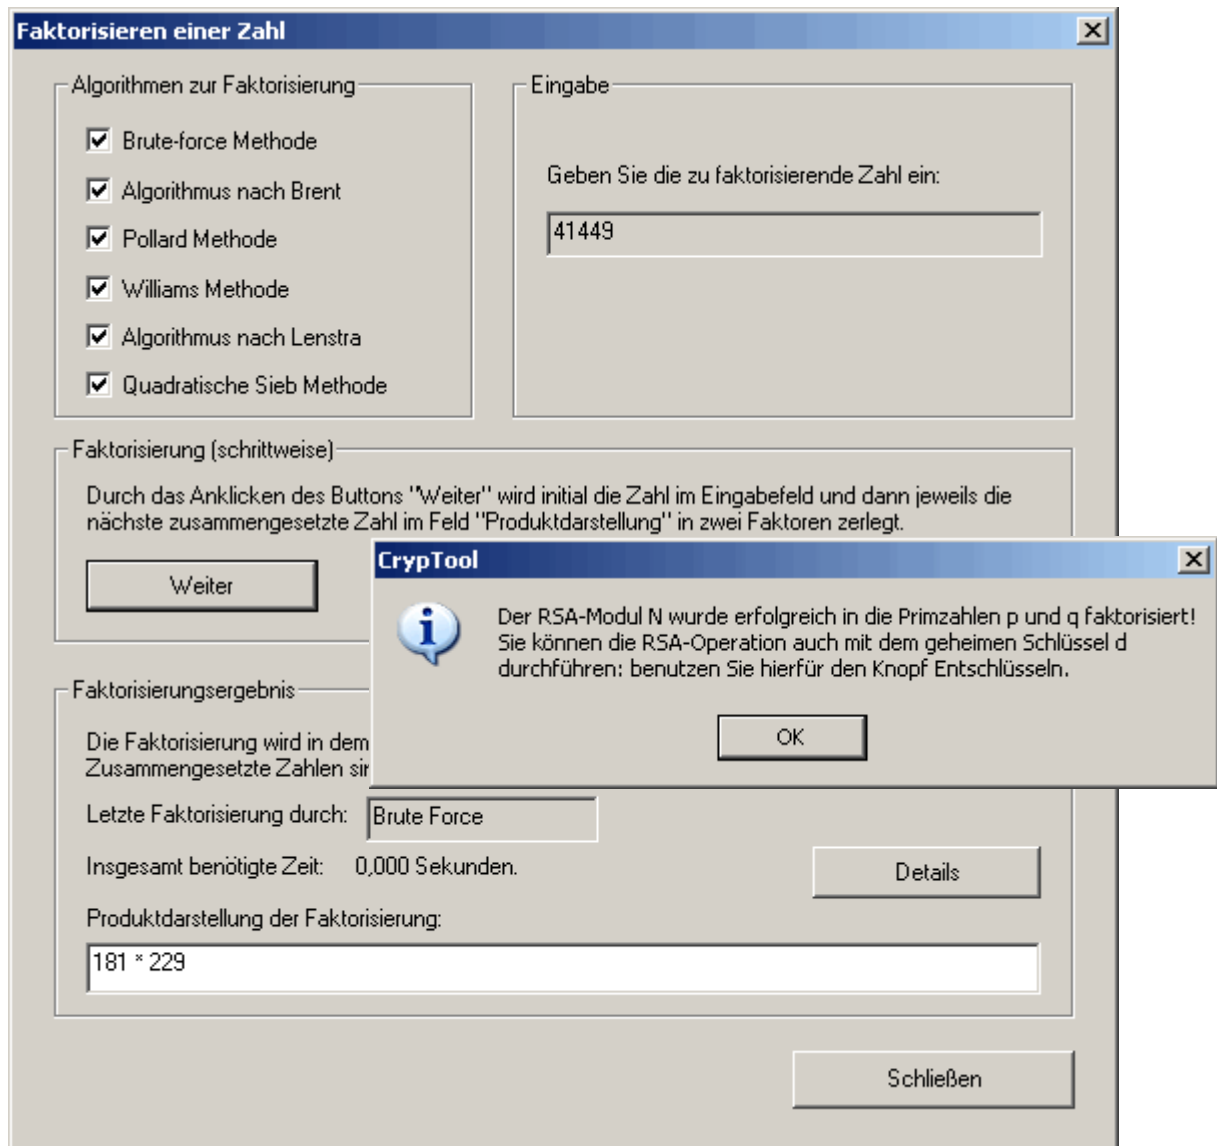 Faktorisieren einer Zahl
Algorithmen zur Faktorisierung
Brute-force Methode
Algorithmus nach Brent
Pollard Methode
Williams Methode
Algorithmus nach Lenstra
Quadratische Sieb Methode
Eingabe
Geben Sie die zu faktorisierende Zahl ein:
41449
Faktorisierung (schrittweise)
Durch das Anklicken des Buttons "Weiter" wird initial die Zahl im Eingabefeld und dann jeweils die
nächste zusammengesetzte Zahl im Feld "Produktdarstellung" in zwei Faktoren zerlegt.
Weiter
CrypTool
Der RSA-Modul N wurde erfolgreich in die Primzahlen p und q faktorisiert!
Sie können die RSA-Operation auch mit dem geheimen Schlüssel d
durchführen: benutzen Sie hierfür den Knopf Entschlüsseln.
OK
Faktorisierungsergebnis
Die Faktorisierung wird in dem
Zusammengesetzte Zahlen
Letzte Faktorisierung durch:
Brute Force
Insgesamt benötigte Zeit: 0,000 Sekunden.
Details
Produktdarstellung der Faktorisierung:
181 * 229
Schließen